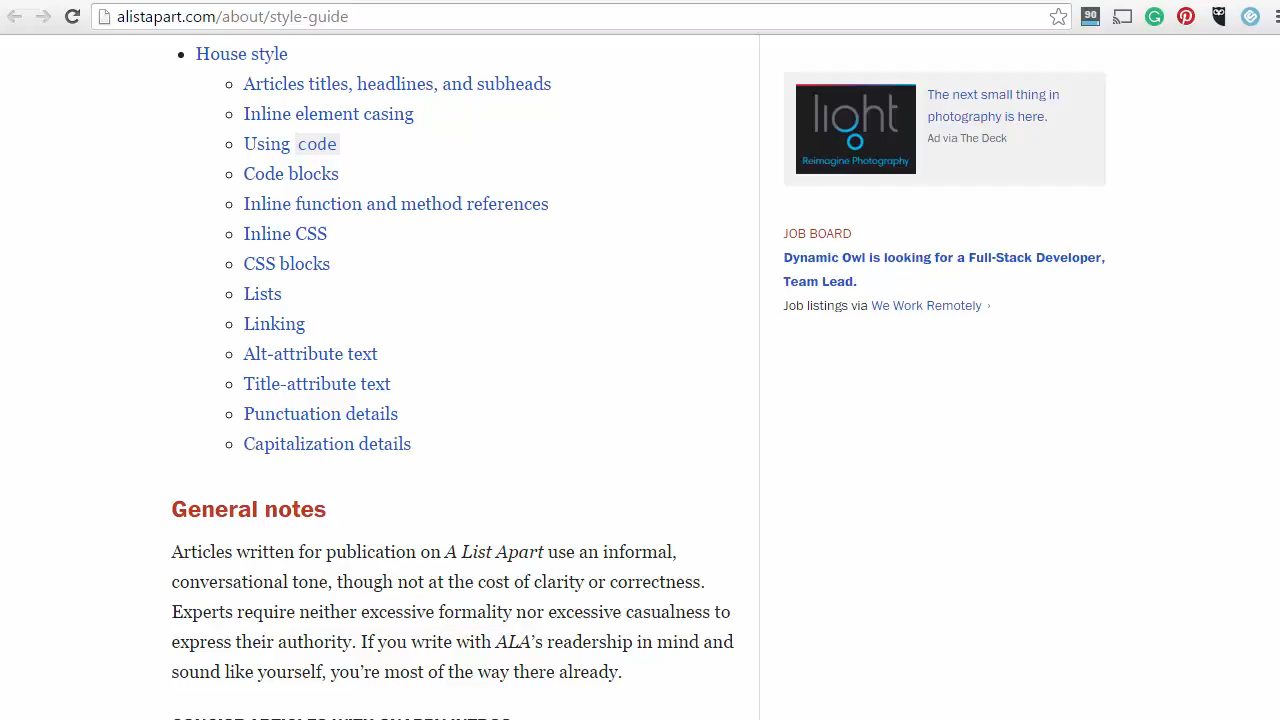 alistapart.com/about/style-guide
90
House style
Articles titles, headlines, and subheads
Inline element casing
Using code
Code blocks
Inline function and method references
Inline CSS
CSS blocks
Lists
Linking
Alt-attribute text
Title-attribute text
Punctuation details
Capitalization details
General notes
Articles written for publication on A List Apart use an informal,
conversational tone, though not at the cost of clarity or correctness.
Experts require neither excessive formality nor excessive casualness to
express their authority. If you write with ALA’s readership in mind and
sound like yourself, you’re most of the way there already.
light
Reimagine Photography
The next small thing in
photography is here.
Ad via The Deck
JOB BOARD
Dynamic Owl is looking for a Full-Stack Developer,
Team Lead.
Job listings via We Work Remotely ›